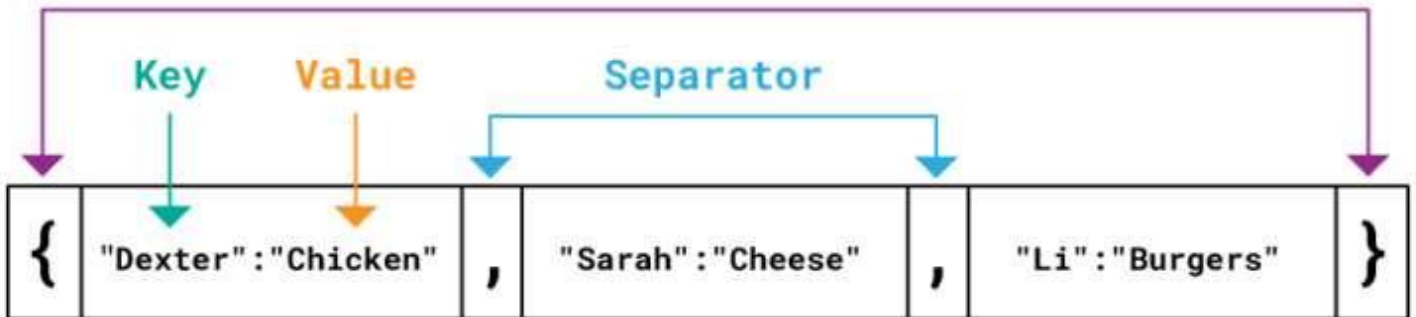 Key Value Separator
{ "Dexter":"Chicken" , "Sarah":"Cheese" , "Li":"Burgers" }